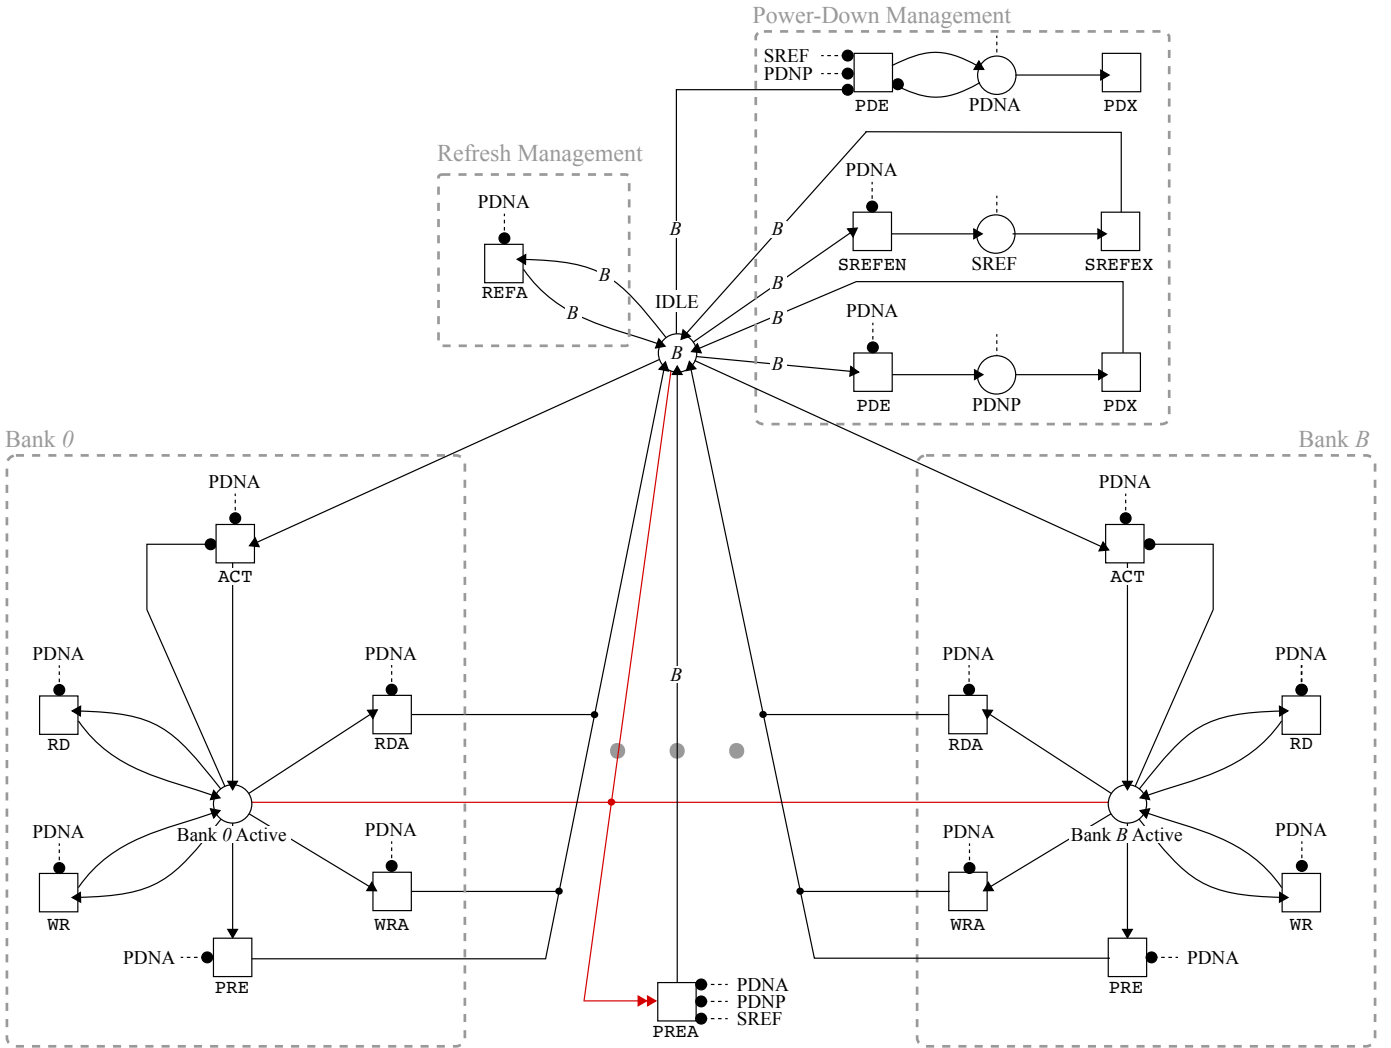 Power-Down Management
SREF
PDNP
PDE
PDNA
PDX
Refresh Management
PDNA
REFA
B
B
B
B
B
B
B
PDNA
SREFEN
SREF
SREFEX
IDLE
B
PDNA
PDE
PDNP
PDX
Bank 0
PDNA
ACT
PDNA
RD
PDNA
RDA
Bank 0 Active
PDNA
WR
PDNA
WRA
PDNA
PRE
B
PREA
PDNA
PDNP
SREF
Bank B
PDNA
ACT
PDNA
RDA
PDNA
RD
Bank B Active
PDNA
WRA
PDNA
WR
PRE
PDNA